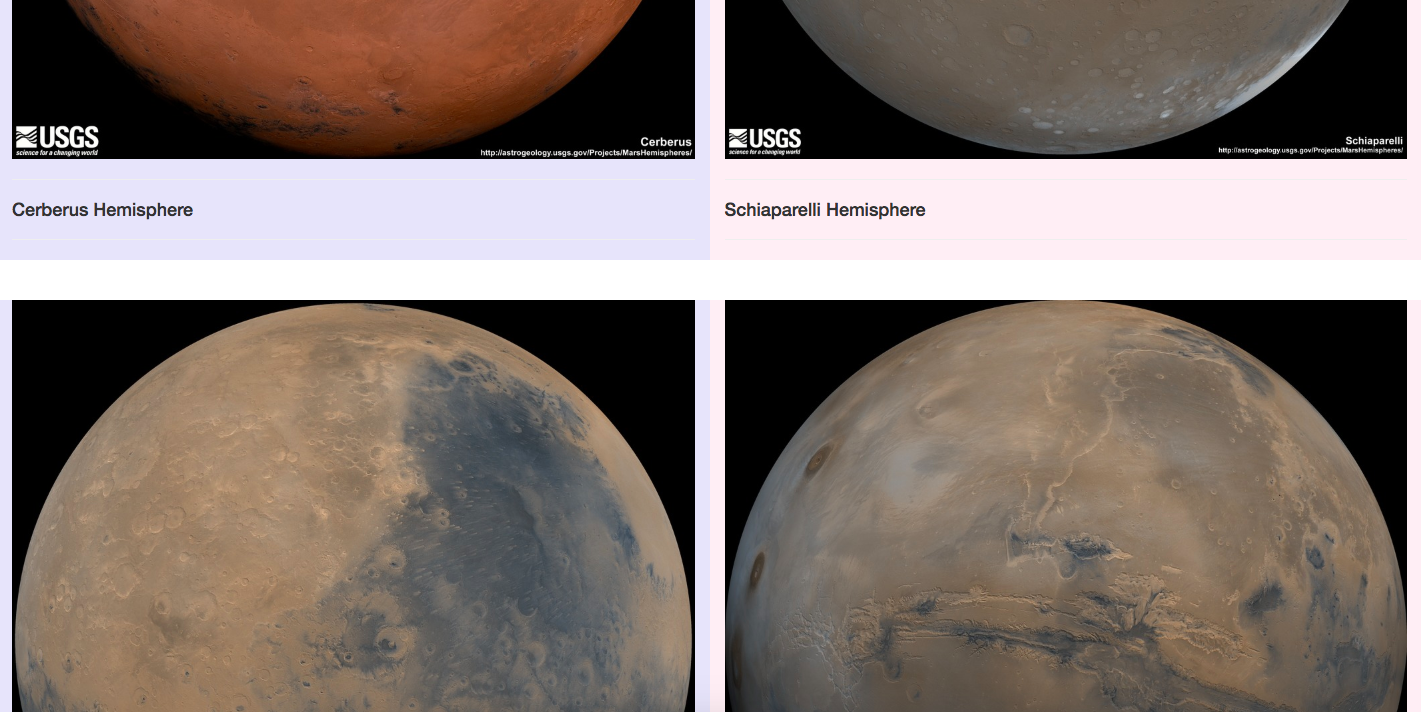 USGS
science for a changing world
Cerberus
http://astrogeology.usgs.gov/Projects/MarsHemispheres/
USGS
science for a changing world
Schiaparelli
http://astrogeology.usgs.gov/Projects/MarsHemispheres/
Cerberus Hemisphere
Schiaparelli Hemisphere